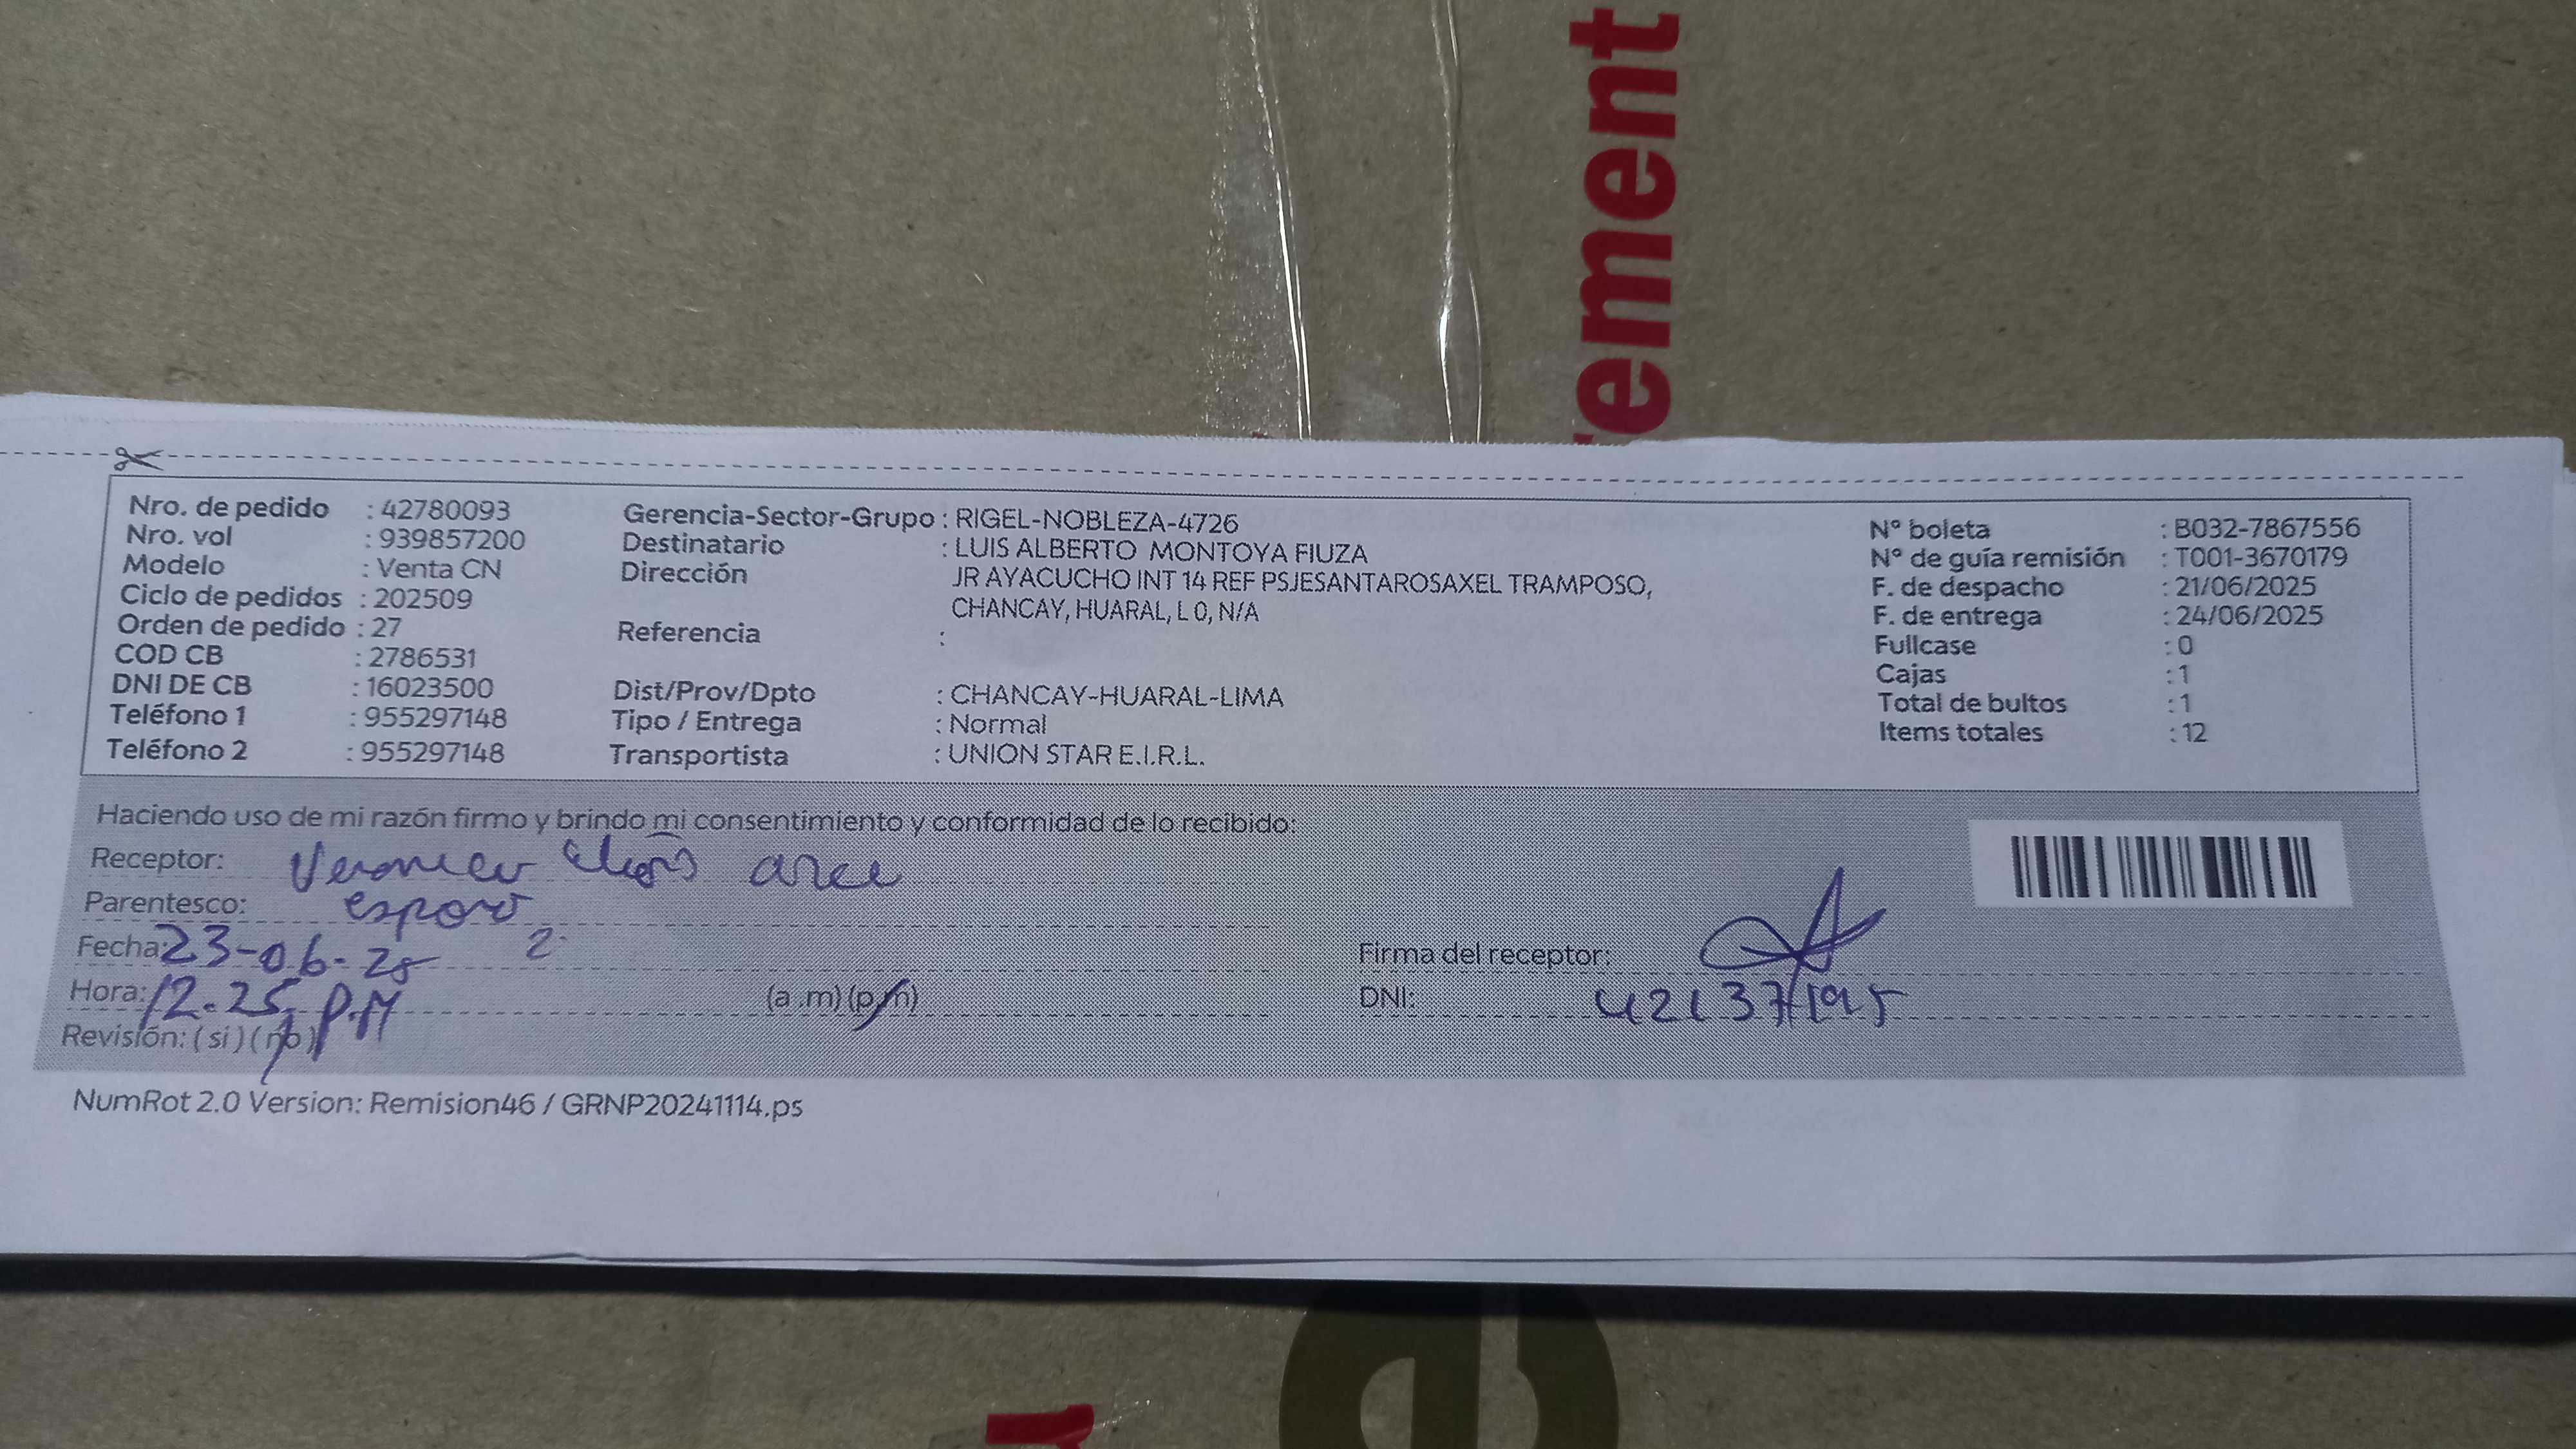 ement
Nro. de pedido : 42780093
Nro. vol : 939857200
Modelo : Venta CN
Ciclo de pedidos : 202509
Orden de pedido : 27
COD CB : 2786531
DNI DE CB : 16023500
Teléfono 1 : 955297148
Teléfono 2 : 955297148
Gerencia-Sector-Grupo : RIGEL-NOBLEZA-4726
Destinatario : LUIS ALBERTO MONTOYA FIUZA
Dirección JR AYACUCHO INT 14 REF PSJESANTAROSAXEL TRAMPOSO,
CHANCAY, HUARAL, L 0, N/A
Referencia :
Dist/Prov/Dpto : CHANCAY-HUARAL-LIMA
Tipo / Entrega : Normal
Transportista : UNION STAR E.I.R.L.
N° boleta : B032-7867556
N° de guía remisión : T001-3670179
F. de despacho : 21/06/2025
F. de entrega : 24/06/2025
Fullcase : 0
Cajas : 1
Total de bultos : 1
Items totales : 12
Haciendo uso de mi razón firmo y brindo mi consentimiento y conformidad de lo recibido:
Receptor: arce
Parentesco:
Fecha: 23-06-25
Hora: 12.25 P.M (a .m) (p.m)
Revisión: ( si ) ( no )
Firma del receptor:
DNI: 42137195
NumRot 2.0 Version: Remision46 / GRNP20241114.ps